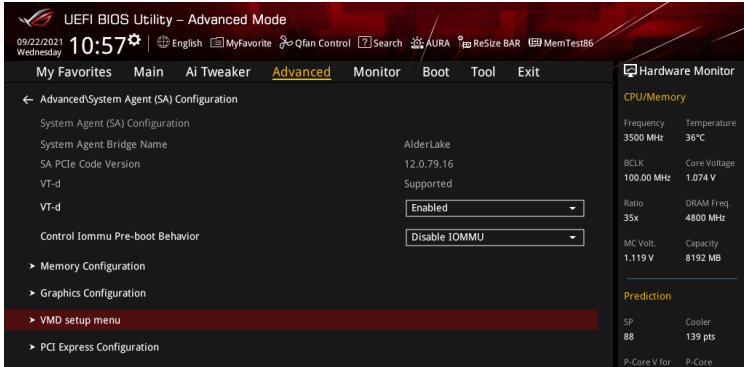 UEFI BIOS Utility – Advanced Mode
09/22/2021 Wednesday 10:57 English MyFavorite Qfan Control ? Search AURA ReSize BAR MemTest86
My Favorites Main Ai Tweaker Advanced Monitor Boot Tool Exit
← Advanced\System Agent (SA) Configuration
System Agent (SA) Configuration
System Agent Bridge Name AlderLake
SA PCIe Code Version 12.0.79.16
VT-d Supported
VT-d Enabled
Control Iommu Pre-boot Behavior Disable IOMMU
> Memory Configuration
> Graphics Configuration
> VMD setup menu
> PCI Express Configuration
Hardware Monitor
CPU/Memory
Frequency Temperature
3500 MHz 36°C
BCLK Core Voltage
100.00 MHz 1.074 V
Ratio DRAM Freq.
35x 4800 MHz
MC Volt. Capacity
1.119 V 8192 MB
Prediction
SP Cooler
88 139 pts
P-Core V for P-Core